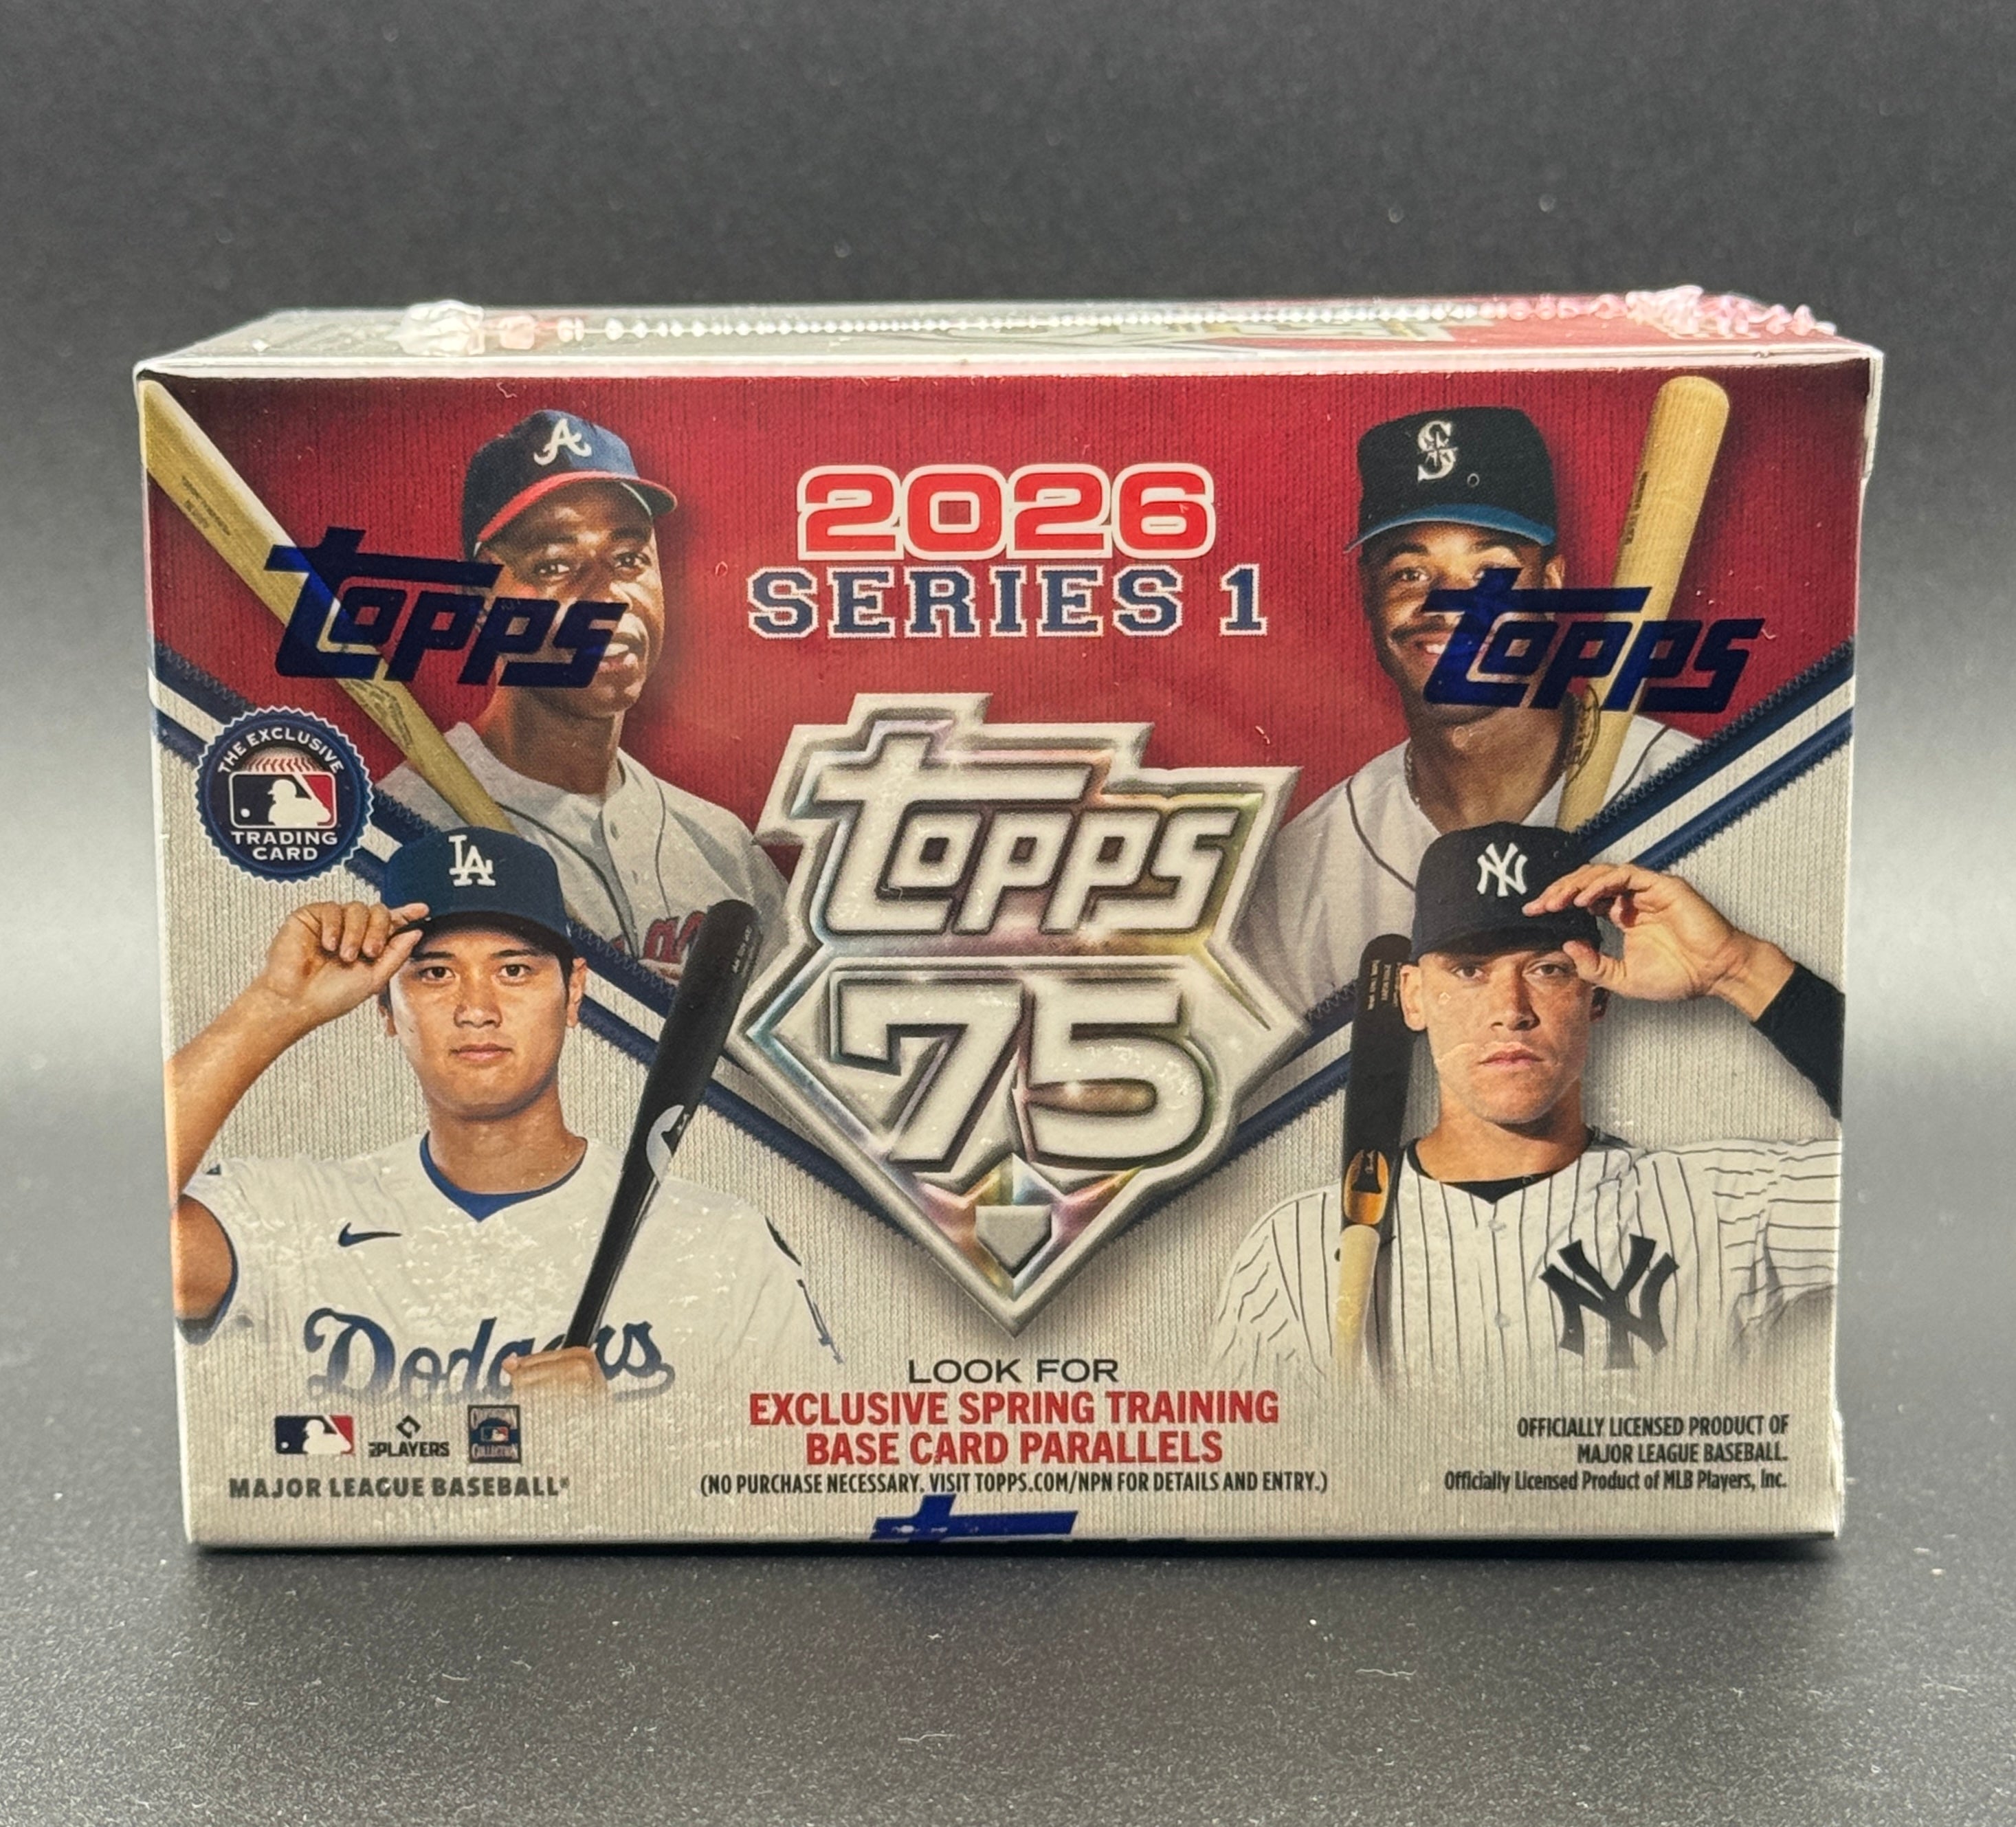 2026
SERIES 1
A
S
topps
topps
THE EXCLUSIVE
TRADING
CARD
topps
75
LA
NY
Dodgers
NY
LOOK FOR
EXCLUSIVE SPRING TRAINING
BASE CARD PARALLELS
(NO PURCHASE NECESSARY. VISIT TOPPS.COM/NPN FOR DETAILS AND ENTRY.)
PLAYERS
MAJOR LEAGUE BASEBALL®
OFFICIALLY LICENSED PRODUCT OF
MAJOR LEAGUE BASEBALL.
Officially Licensed Product of MLB Players, Inc.